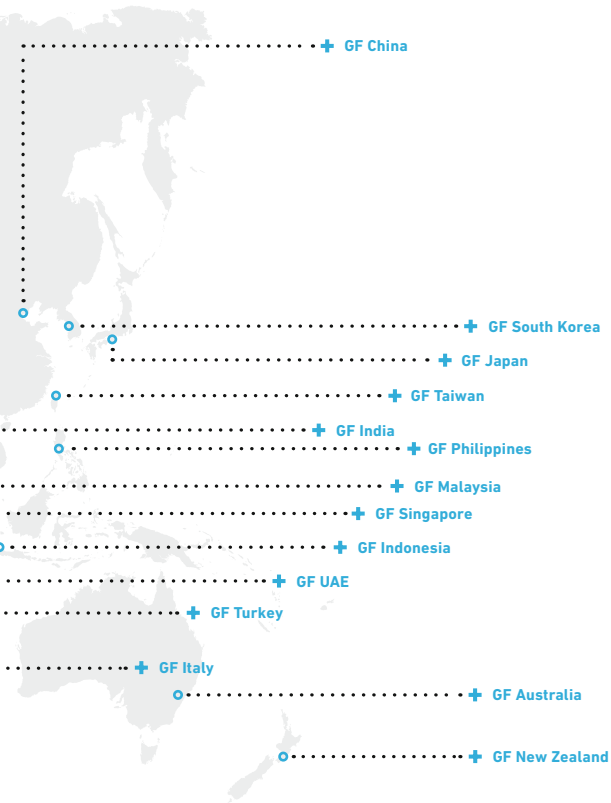 GF China
GF South Korea
GF Japan
GF Taiwan
GF India
GF Philippines
GF Malaysia
GF Singapore
GF Indonesia
GF UAE
GF Turkey
GF Italy
GF Australia
GF New Zealand